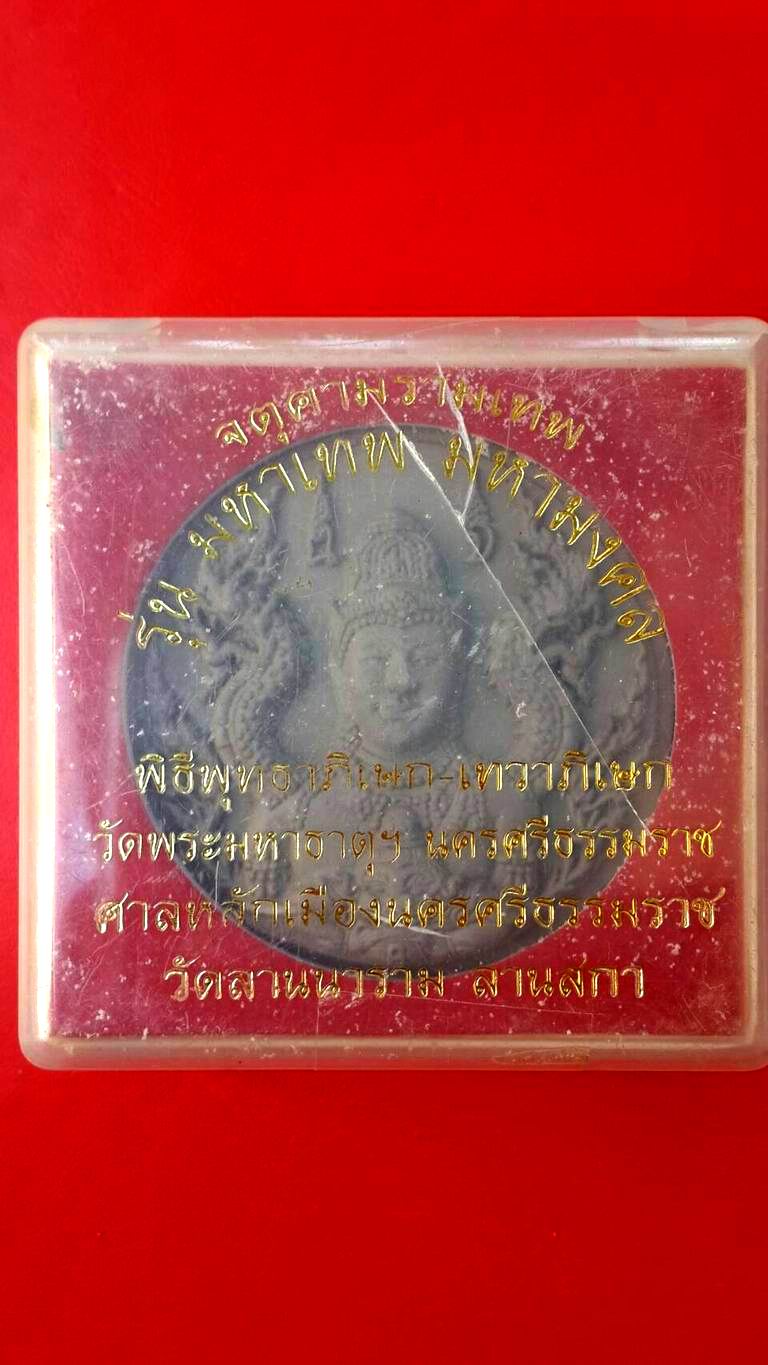 จตุคามรามเทพ
รุ่น มหาเทพ มหามงคล
พิธีพุทธาภิเษก-เทวาภิเษก
วัดพระมหาธาตุฯ นครศรีธรรมราช
ศาลหลักเมืองนครศรีธรรมราช
วัดลานนาราม ลานสกา